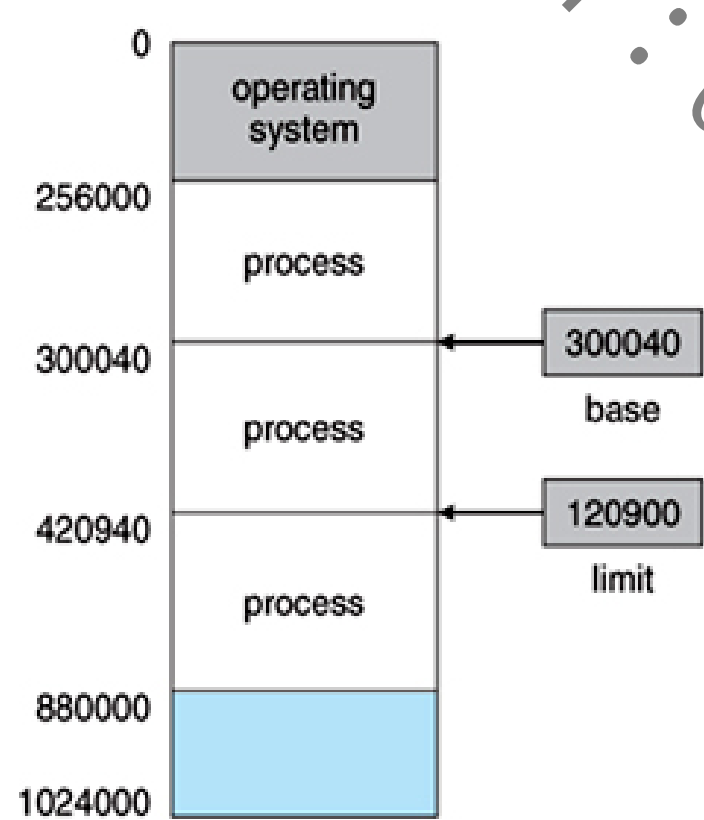 0
operating
system
256000
process
300040
300040
base
process
420940
120900
limit
process
880000
1024000